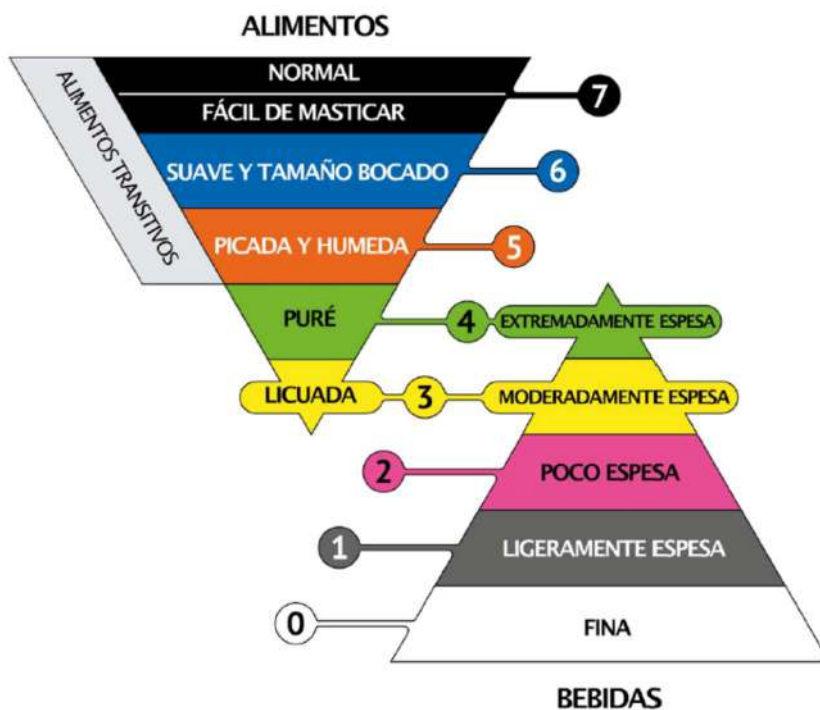 ALIMENTOS
NORMAL
7
FÁCIL DE MASTICAR
ALIMENTOS TRANSITIVOS
SUAVE Y TAMAÑO BOCADO
6
PICADA Y HUMEDA
5
PURÉ
4
EXTREMADAMENTE ESPESA
LICUADA
3
MODERADAMENTE ESPESA
2
POCO ESPESA
1
LIGERAMENTE ESPESA
0
FINA
BEBIDAS